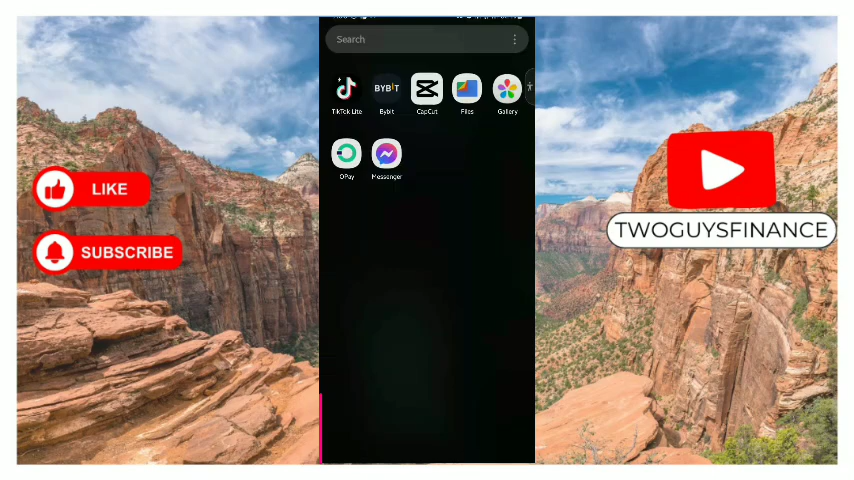 Search
BYBIT
TikTok Lite
Bybit
CapCut
Files
Gallery
OPay
Messenger
LIKE
SUBSCRIBE
TWOGUYSFINANCE